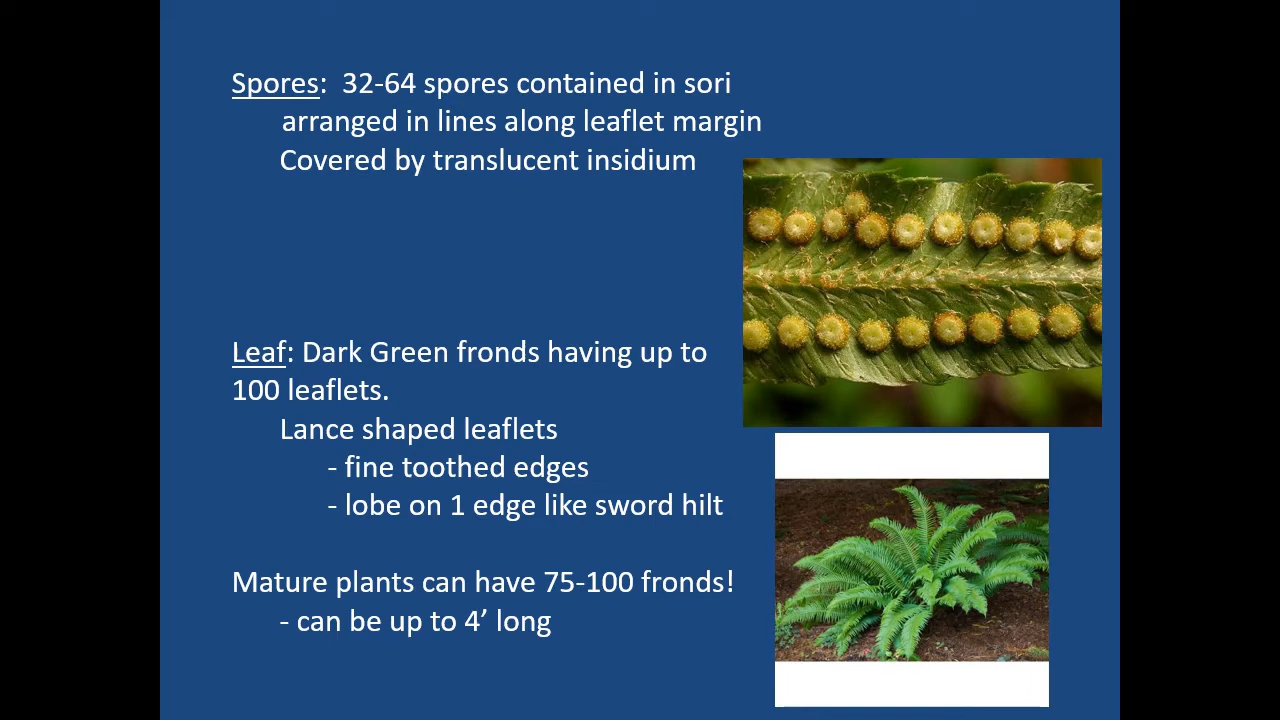 Spores:  32-64 spores contained in sori
arranged in lines along leaflet margin
Covered by translucent insidium
Leaf: Dark Green fronds having up to
100 leaflets.
Lance shaped leaflets
- fine toothed edges
- lobe on 1 edge like sword hilt
Mature plants can have 75-100 fronds!
- can be up to 4’ long